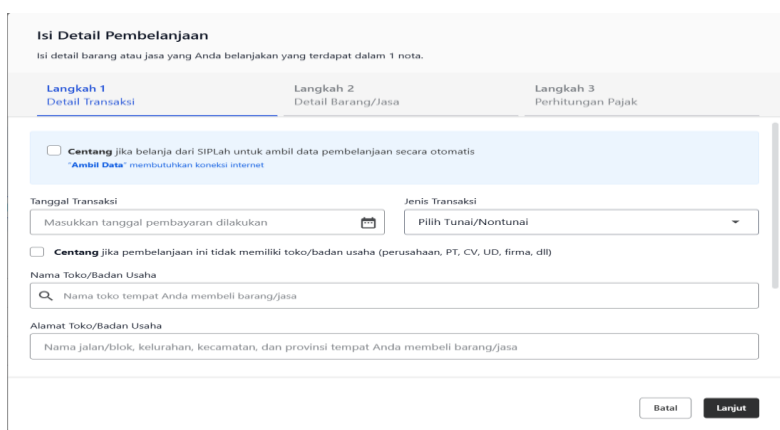 Isi Detail Pembelanjaan
Isi detail barang atau jasa yang Anda belanjakan yang terdapat dalam 1 nota.
Langkah 1
Detail Transaksi
Langkah 2
Detail Barang/Jasa
Langkah 3
Perhitungan Pajak
Centang jika belanja dari SIPLah untuk ambil data pembelanjaan secara otomatis
"Ambil Data" membutuhkan koneksi internet
Tanggal Transaksi
Masukkan tanggal pembayaran dilakukan
Jenis Transaksi
Pilih Tunai/Nontunai
Centang jika pembelanjaan ini tidak memiliki toko/badan usaha (perusahaan, PT, CV, UD, firma, dll)
Nama Toko/Badan Usaha
Nama toko tempat Anda membeli barang/jasa
Alamat Toko/Badan Usaha
Nama jalan/blok, kelurahan, kecamatan, dan provinsi tempat Anda membeli barang/jasa
Batal
Lanjut